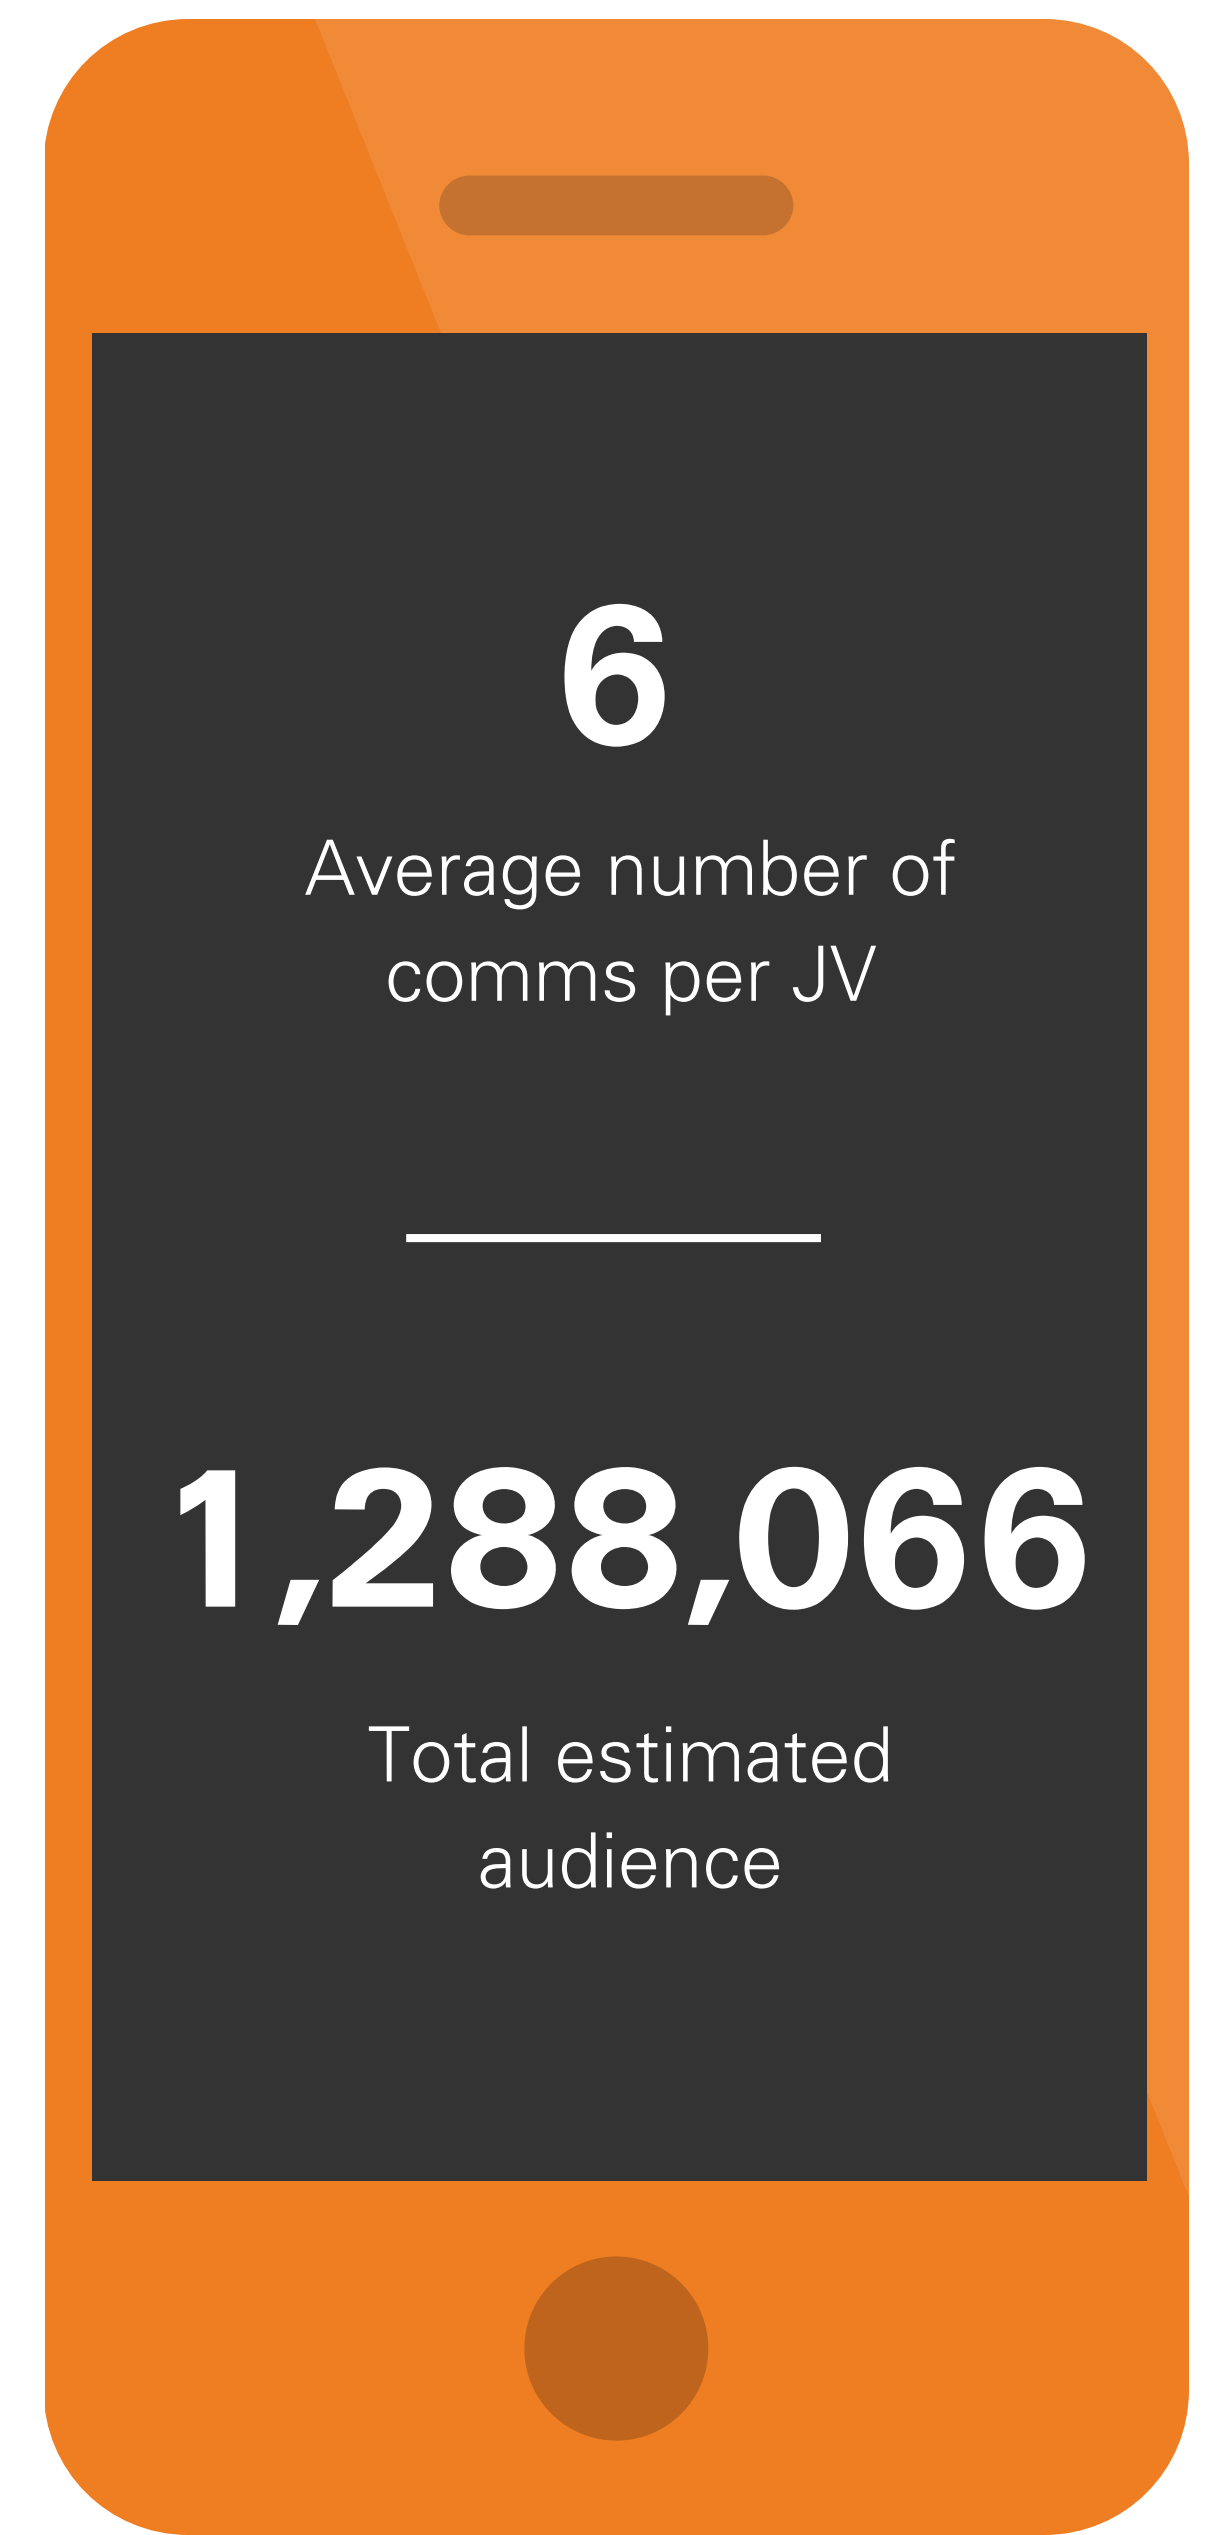 6
Average number of
comms per JV
1,288,066
Total estimated
audience